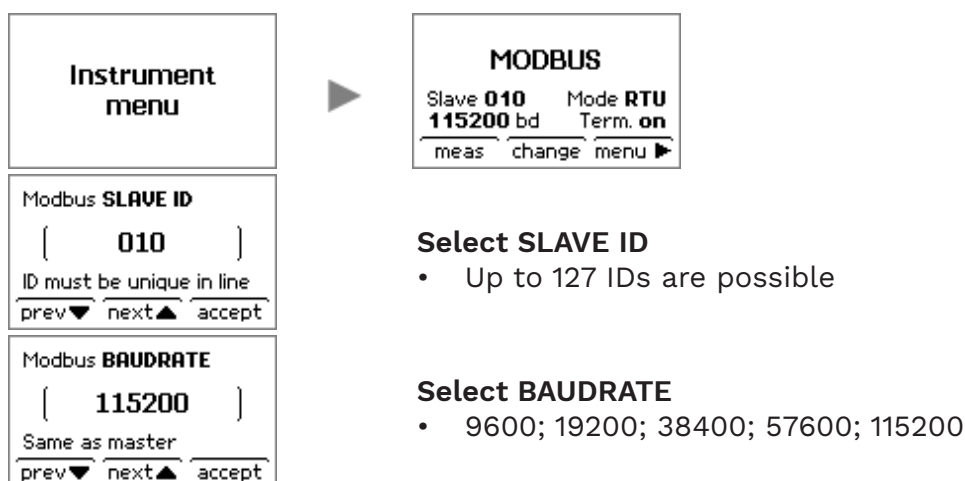 Instrument
menu
MODBUS
Slave 010 Mode RTU
115200 bd Term. on
meas change menu ▶
Modbus SLAVE ID
[ 010 ]
ID must be unique in line
prev▼ next▲ accept
Select SLAVE ID
• Up to 127 IDs are possible
Modbus BAUDRATE
[ 115200 ]
Same as master
prev▼ next▲ accept
Select BAUDRATE
• 9600; 19200; 38400; 57600; 115200